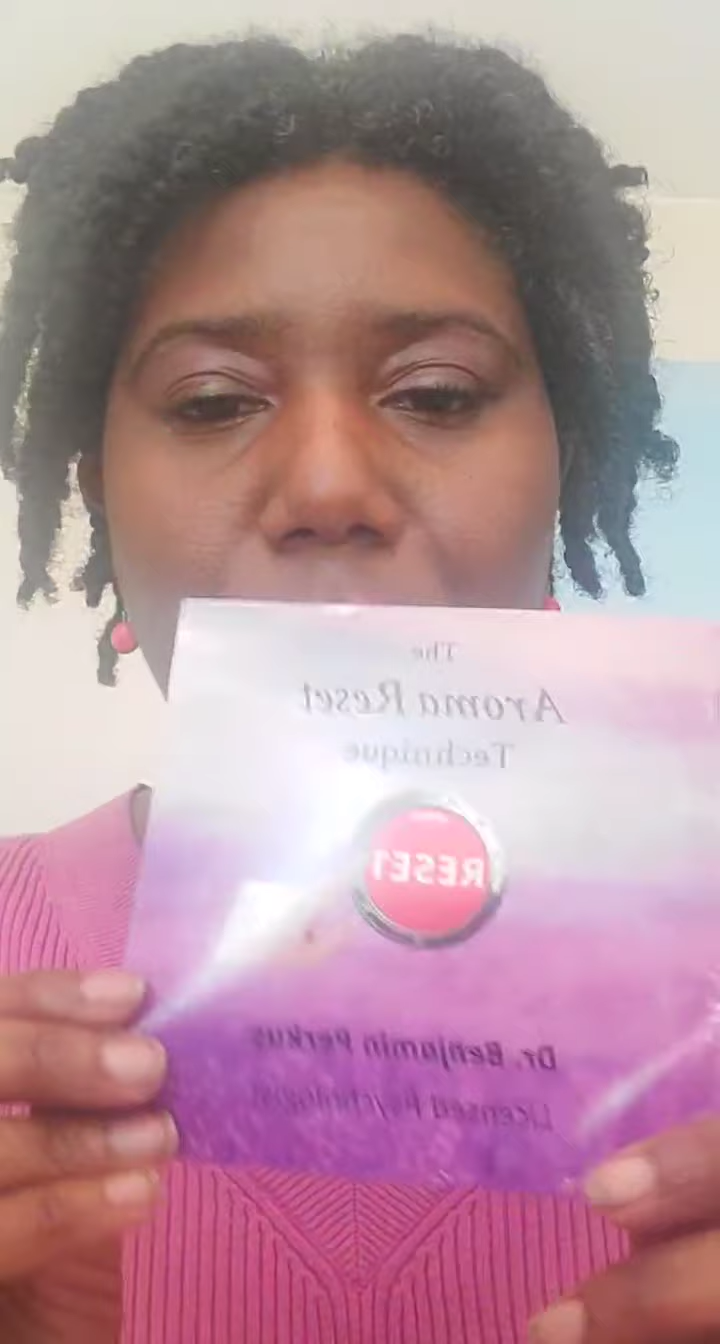 The
Aroma Reset
Technique
RESET
Dr. Benjamin Perkus
Licensed Psychologist